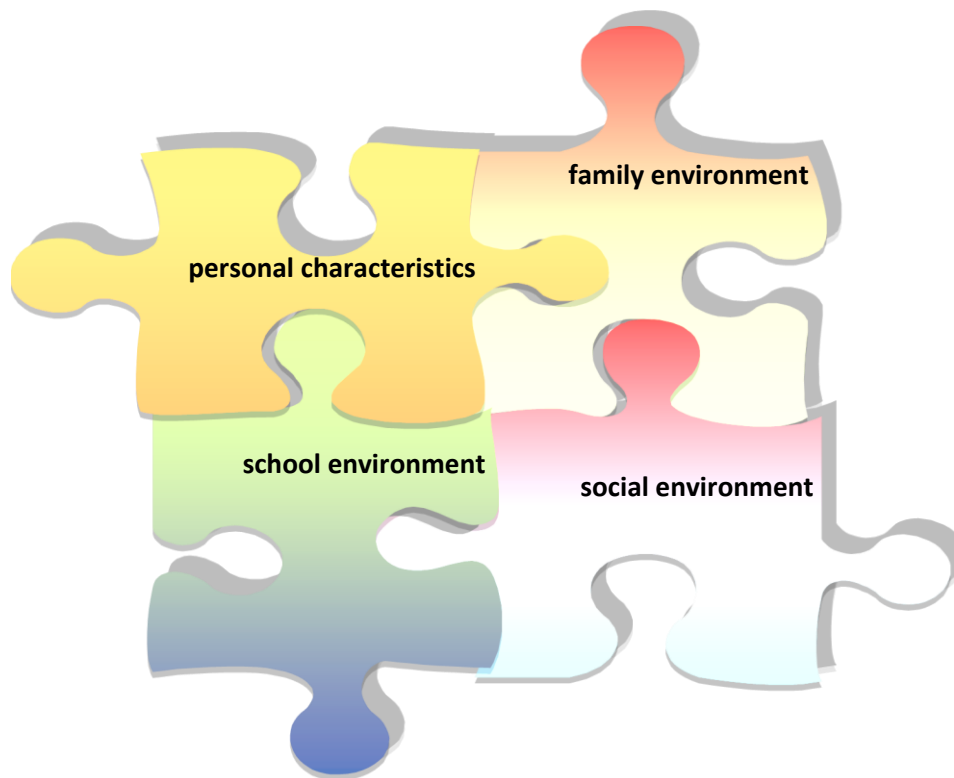 family environment
personal characteristics
school environment
social environment